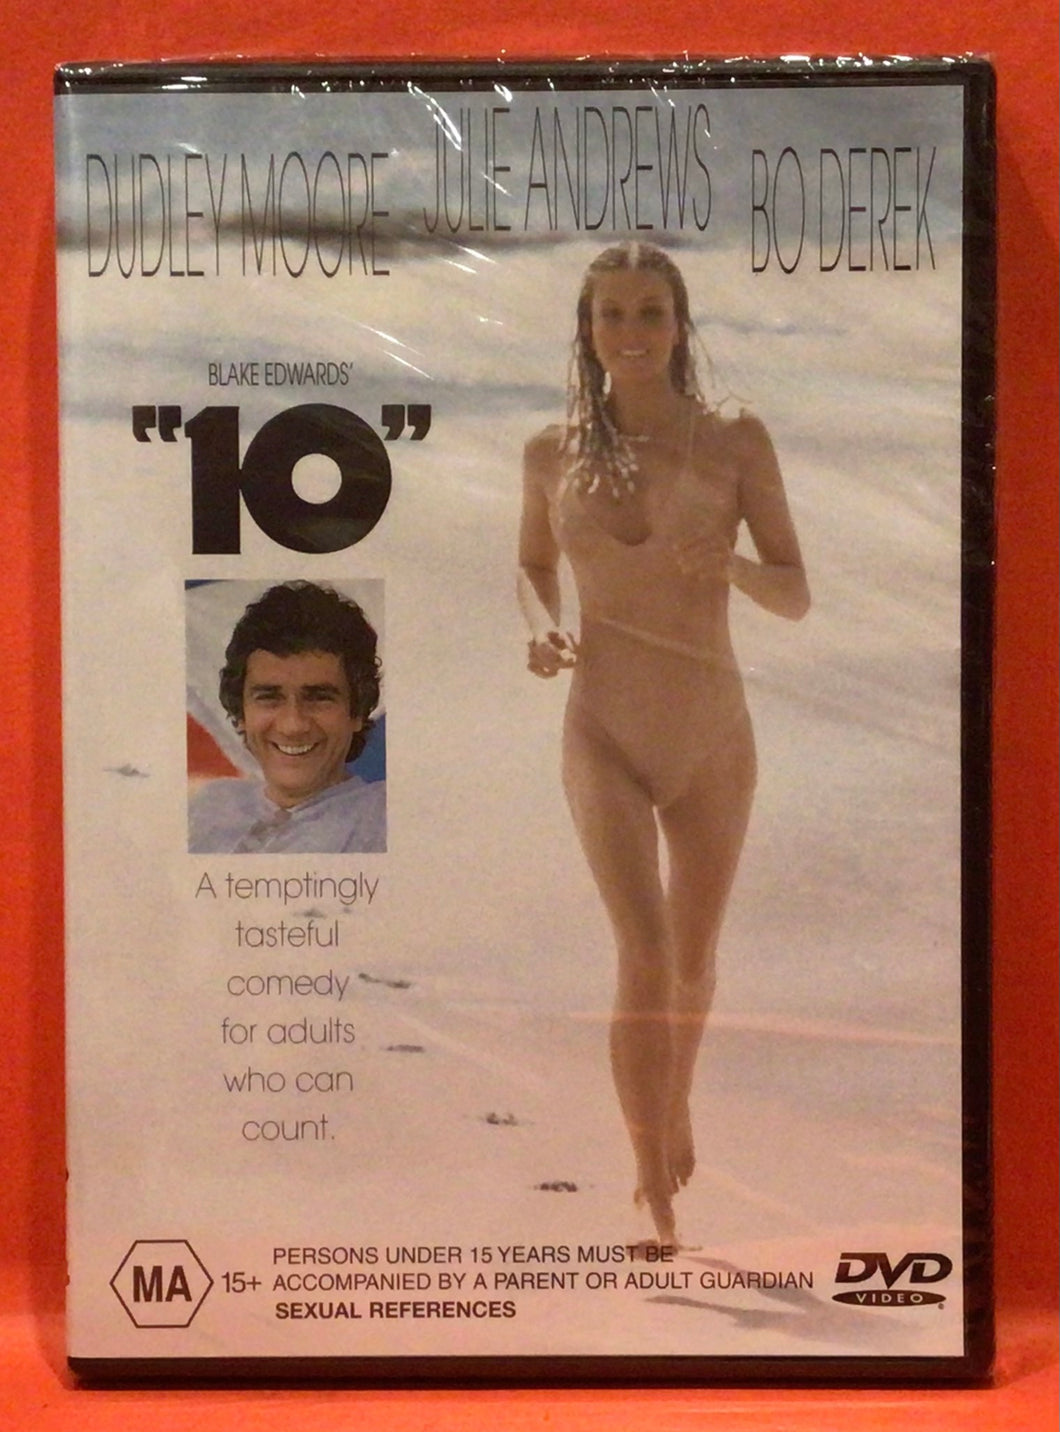 DUDLEY MOORE JULIE ANDREWS BO DEREK
BLAKE EDWARDS'
"10"
A temptingly
tasteful
comedy
for adults
who can
count.
MA 15+
PERSONS UNDER 15 YEARS MUST BE
ACCOMPANIED BY A PARENT OR ADULT GUARDIAN
SEXUAL REFERENCES
DVD
VIDEO